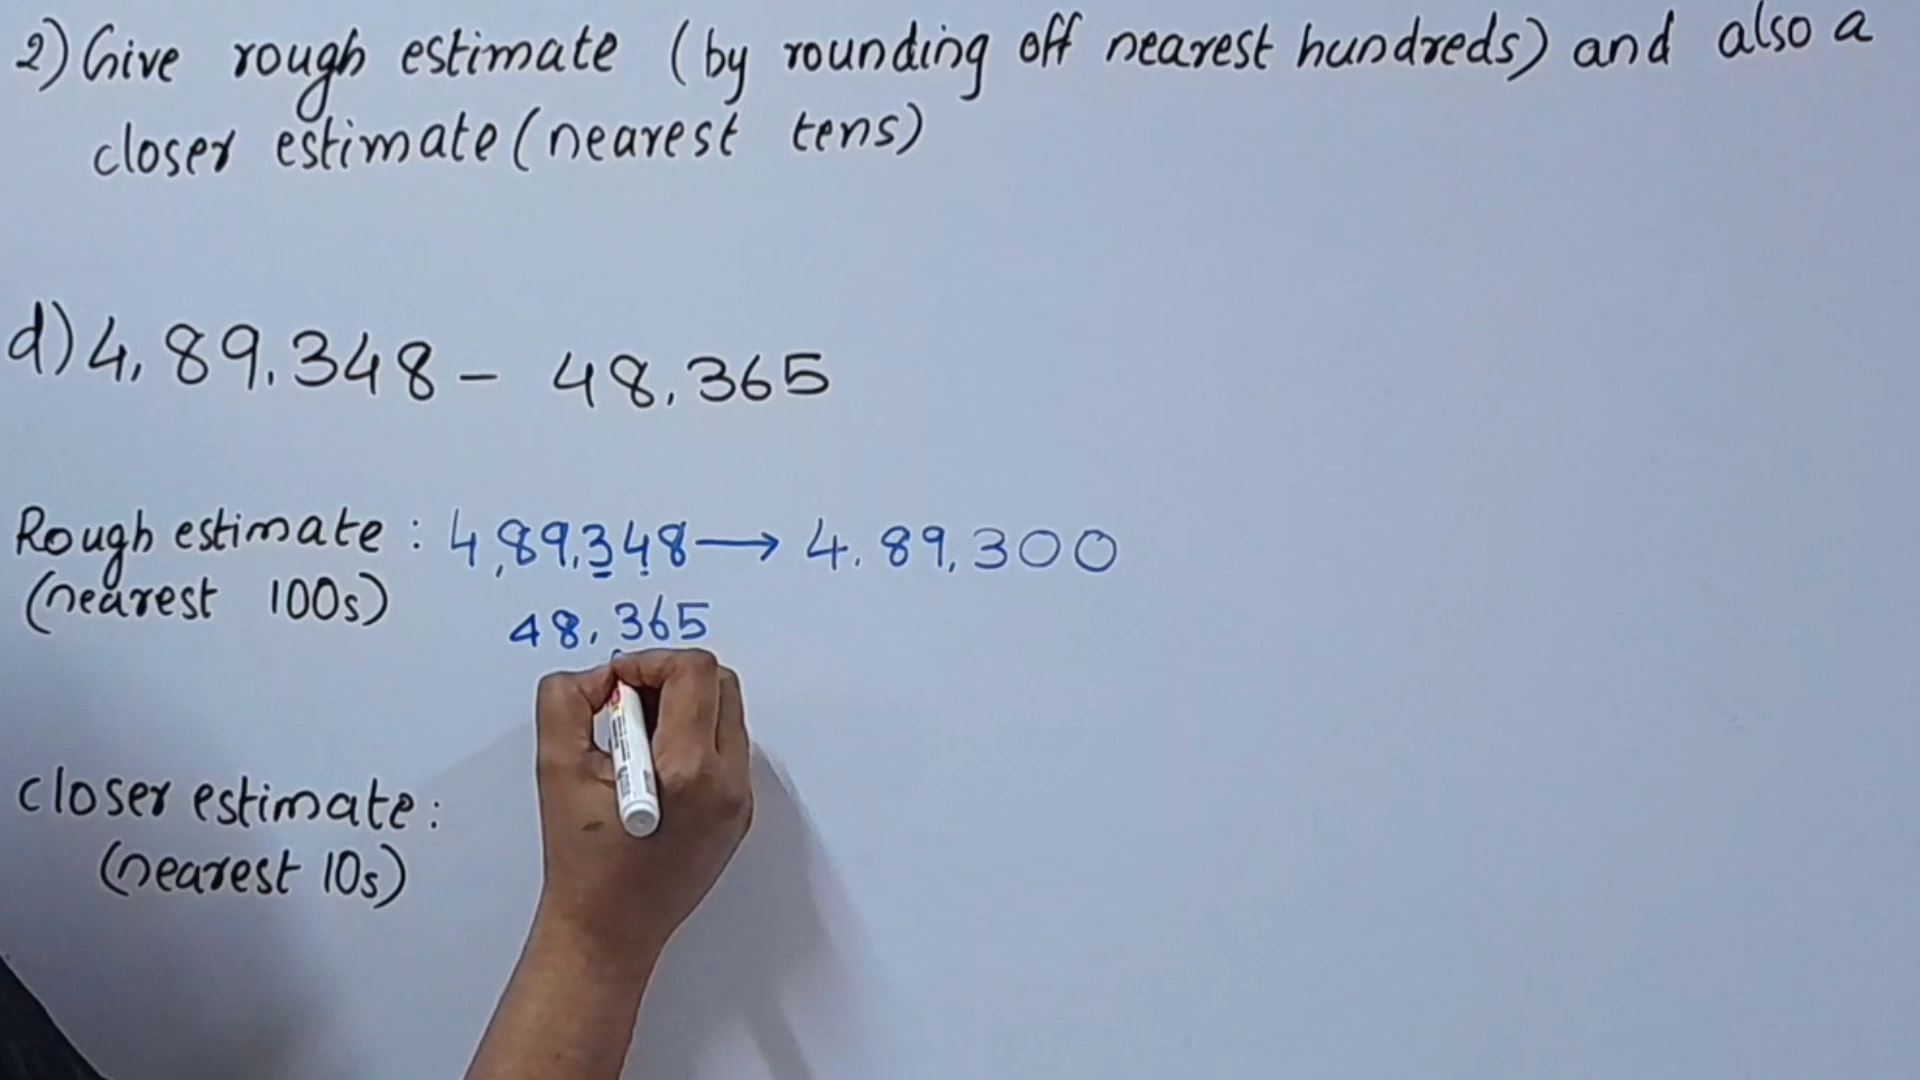 2) Give rough estimate (by rounding off nearest hundreds) and also a
closer estimate (nearest tens)
d) 4,89,348 - 48,365
Rough estimate : 4,89,348 → 4,89,300
(nearest 100s) 48,365
closer estimate :
(nearest 10s)